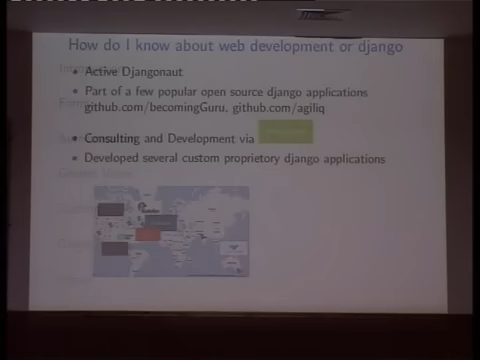 How do I know about web development or django
• Active Djangonaut
• Part of a few popular open source django applications
github.com/becomingGuru, github.com/agiliq
• Consulting and Development via
• Developed several custom proprietry django applications